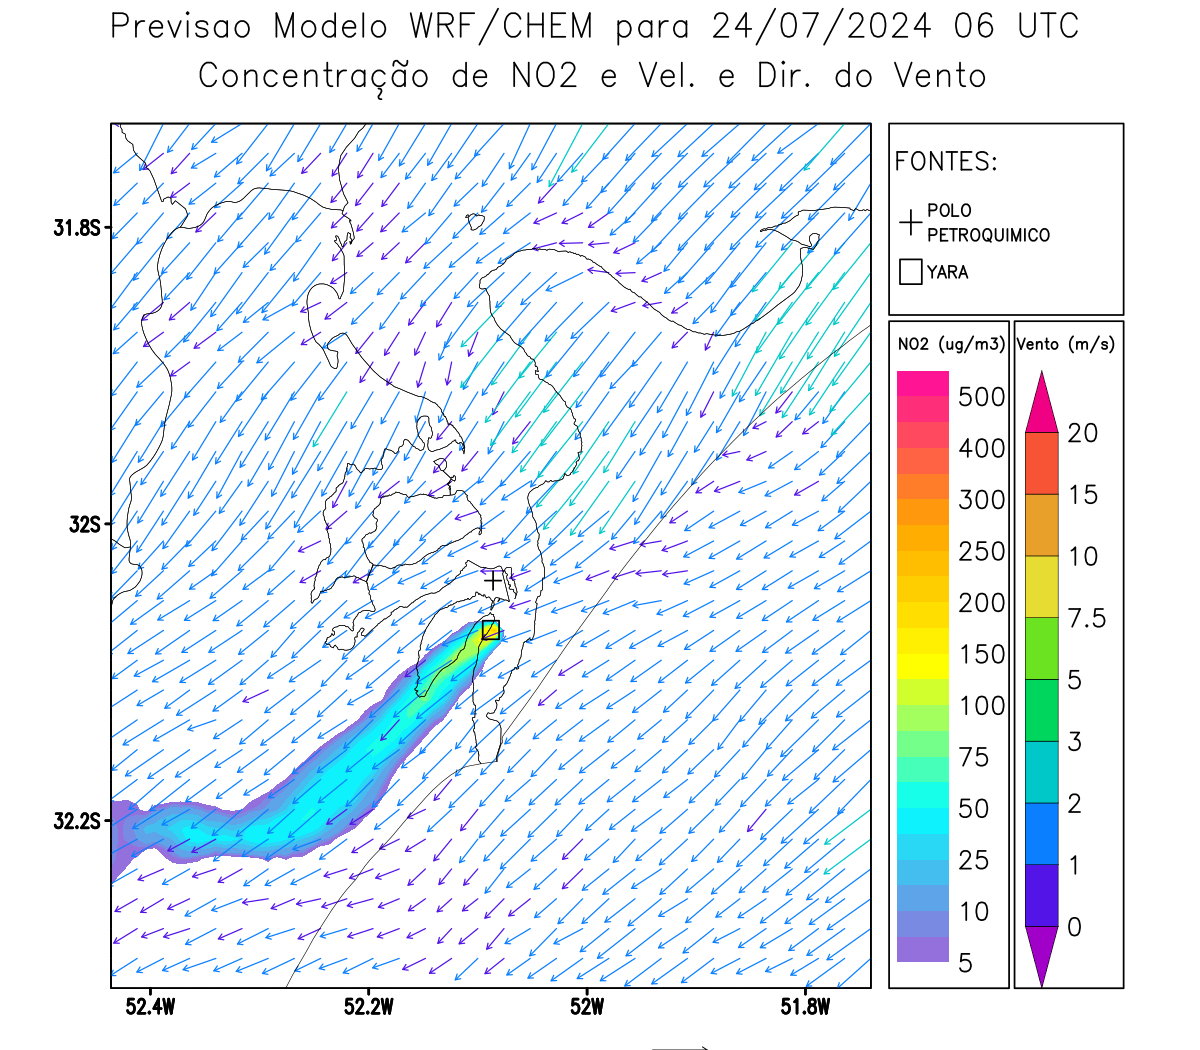 Previsao Modelo WRF/CHEM para 24/07/2024 06 UTC
Concentração de NO2 e Vel. e Dir. do Vento
FONTES:
POLO
PETROQUIMICO
YARA
NO2 (ug/m3)
500
400
300
250
200
150
100
75
50
25
10
5
Vento (m/s)
20
15
10
7.5
5
3
2
1
0
31.8S
32S
32.2S
52.4W
52.2W
52W
51.8W